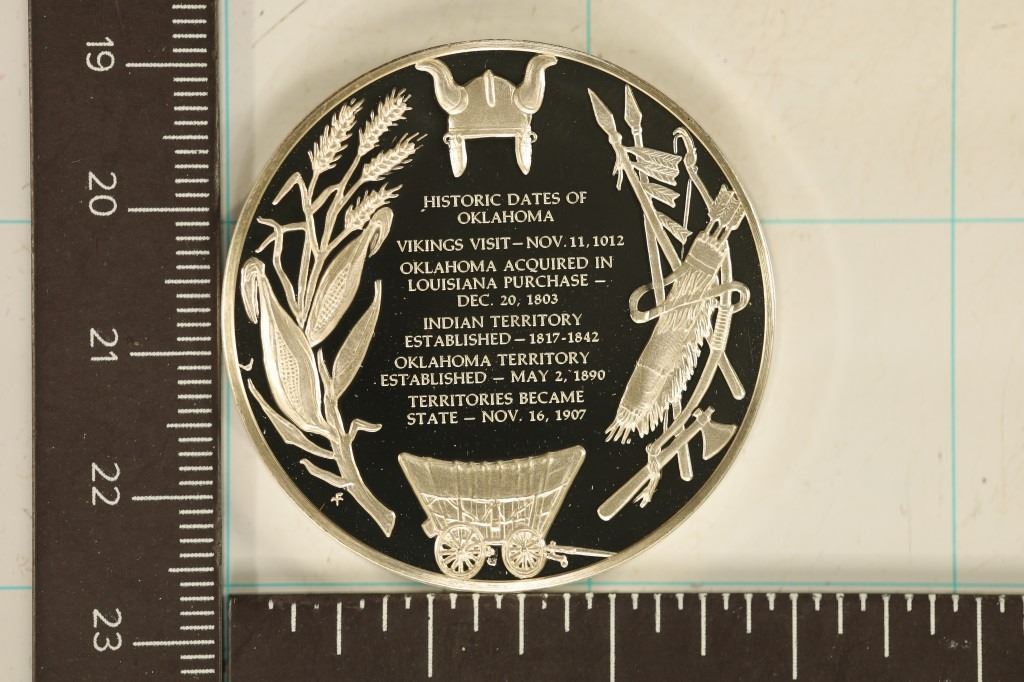 HISTORIC DATES OF
OKLAHOMA
VIKINGS VISIT — NOV. 11, 1012
OKLAHOMA ACQUIRED IN
LOUISIANA PURCHASE —
DEC. 20, 1803
INDIAN TERRITORY
ESTABLISHED — 1817-1842
OKLAHOMA TERRITORY
ESTABLISHED — MAY 2, 1890
TERRITORIES BECAME
STATE — NOV. 16, 1907
19
20
21
22
23